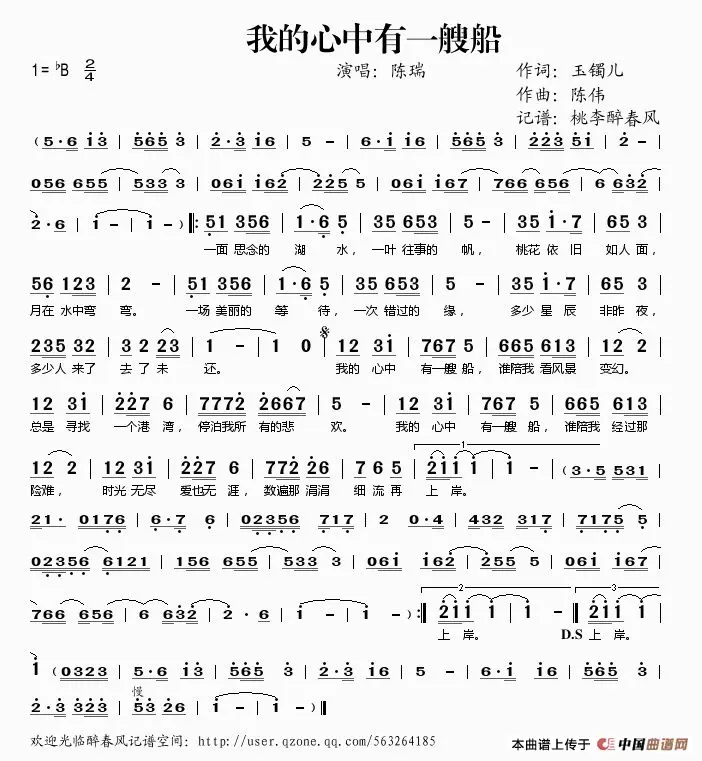 我的心中有一艘船
1= ♭B 2/4 演唱：陈瑞 作词：玉镯儿
作曲：陈伟
记谱：桃李醉春风
( 5·6 i3 | 565 3 | 2·3 i6 | 5 - | 6·i i6 | 565 3 | 223 5i | 2 - |
056 655 | 533 3 | 06i i6i2 | 225 5 | 06i i6i7 | 766 656 | 6 632 |
2·6 | 1 - | 1 - ) ‖: 51 356 | 1·6 5 | 35 653 | 5 - | 35 1·7 | 65 3 |
一面 思念的 湖 水， 一叶 往事的 帆， 桃花 依 旧 如人 面，
56 123 | 2 - | 51 356 | 1·6 5 | 35 653 | 5 - | 35 1·7 | 65 3 |
月在 水中弯 弯。 一场 美丽的 等 待， 一次 错过的 缘， 多少 星 辰 非昨 夜，
235 32 | 3 2 23 | 1 - | 1 0 | 12 3i | 767 5 | 665 613 |
多少人 来了 去 了 未 还。 我的 心中 有一艘 船， 谁陪我 看风景 变幻。
12 3i | 227 6 | 7772 2667 | 5 - | 12 3i | 767 5 | 665 613 |
总是 寻找 一个港 湾， 停泊我所 有的悲 欢。 我的 心中 有一艘 船， 谁陪我 经过那
12 2 | 12 3i | 227 6 | 2772 26 | 7 6 5 | 2ii i | i - | (3·5 531 |
1
险难， 时光 无尽 爱也无 涯， 数遍那 涓涓 细 流 再 上 岸。
21· 0176 | 6·7 6 | 02356 717 | 2 0·4 | 432 317 | 7175 5 |
02356 6121 | 156 655 | 533 3 | 06i i6i2 | 2255 5 | 06i i6i7 |
766 656 | 6 632 | 2·6 | 1 - | 1 - ) :‖ 2ii i | i - ‖ 2ii i |
2 3
上 岸。 D.S 上 岸。
i (0323 | 5·6 i3 | 565 3 | 2·3 i6 | 5 - | 6·i i6 | 565 3 |
慢
2·3 323 | 53 26 | 1 - | 1 - ) ‖
欢迎光临醉春风记谱空间：http://user.qzone.qq.com/563264185
本曲谱上传于 中国曲谱网